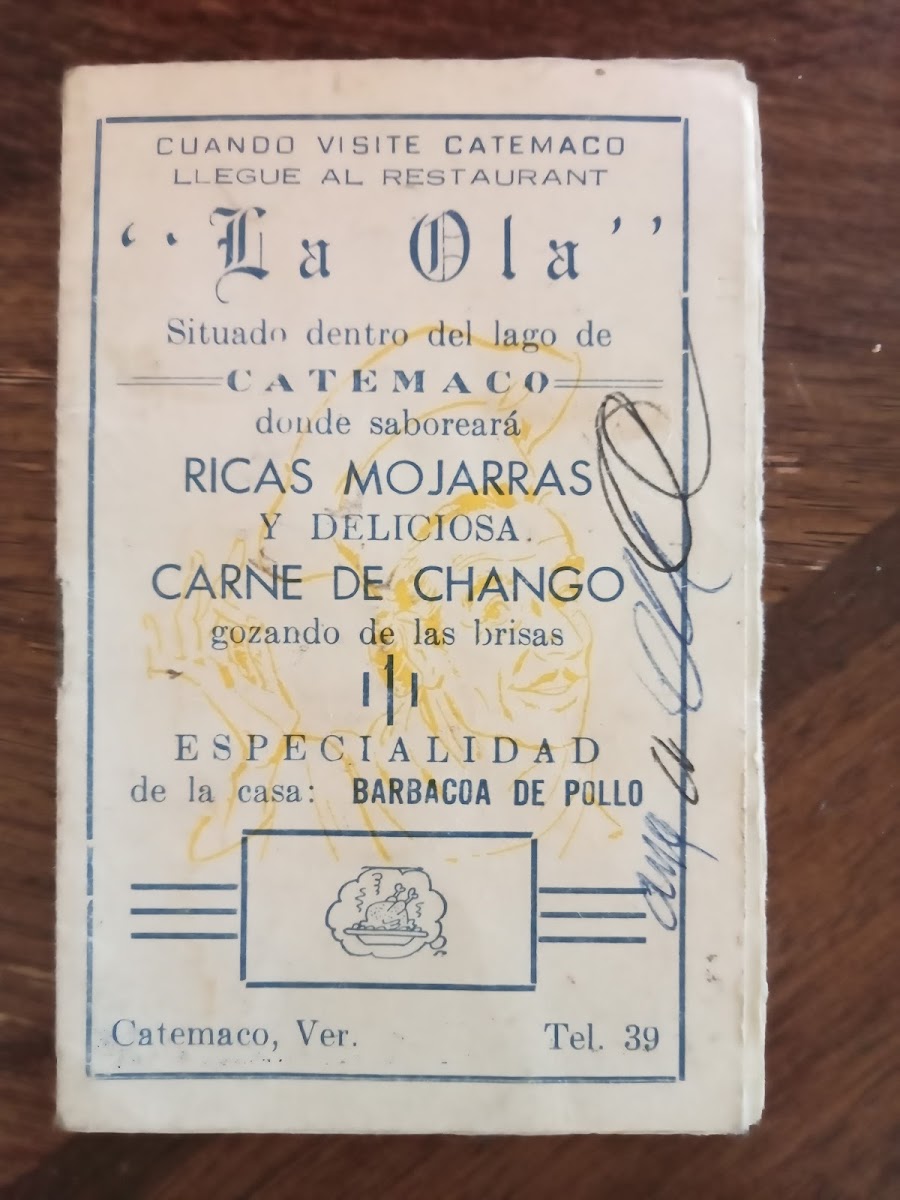 CUANDO VISITE CATEMACO
LLEGUE AL RESTAURANT
“La Ola”
Situado dentro del lago de
CATEMACO
donde saboreará
RICAS MOJARRAS
Y DELICIOSA
CARNE DE CHANGO
gozando de las brisas
ESPECIALIDAD
de la casa: BARBACOA DE POLLO
Catemaco, Ver. Tel. 39